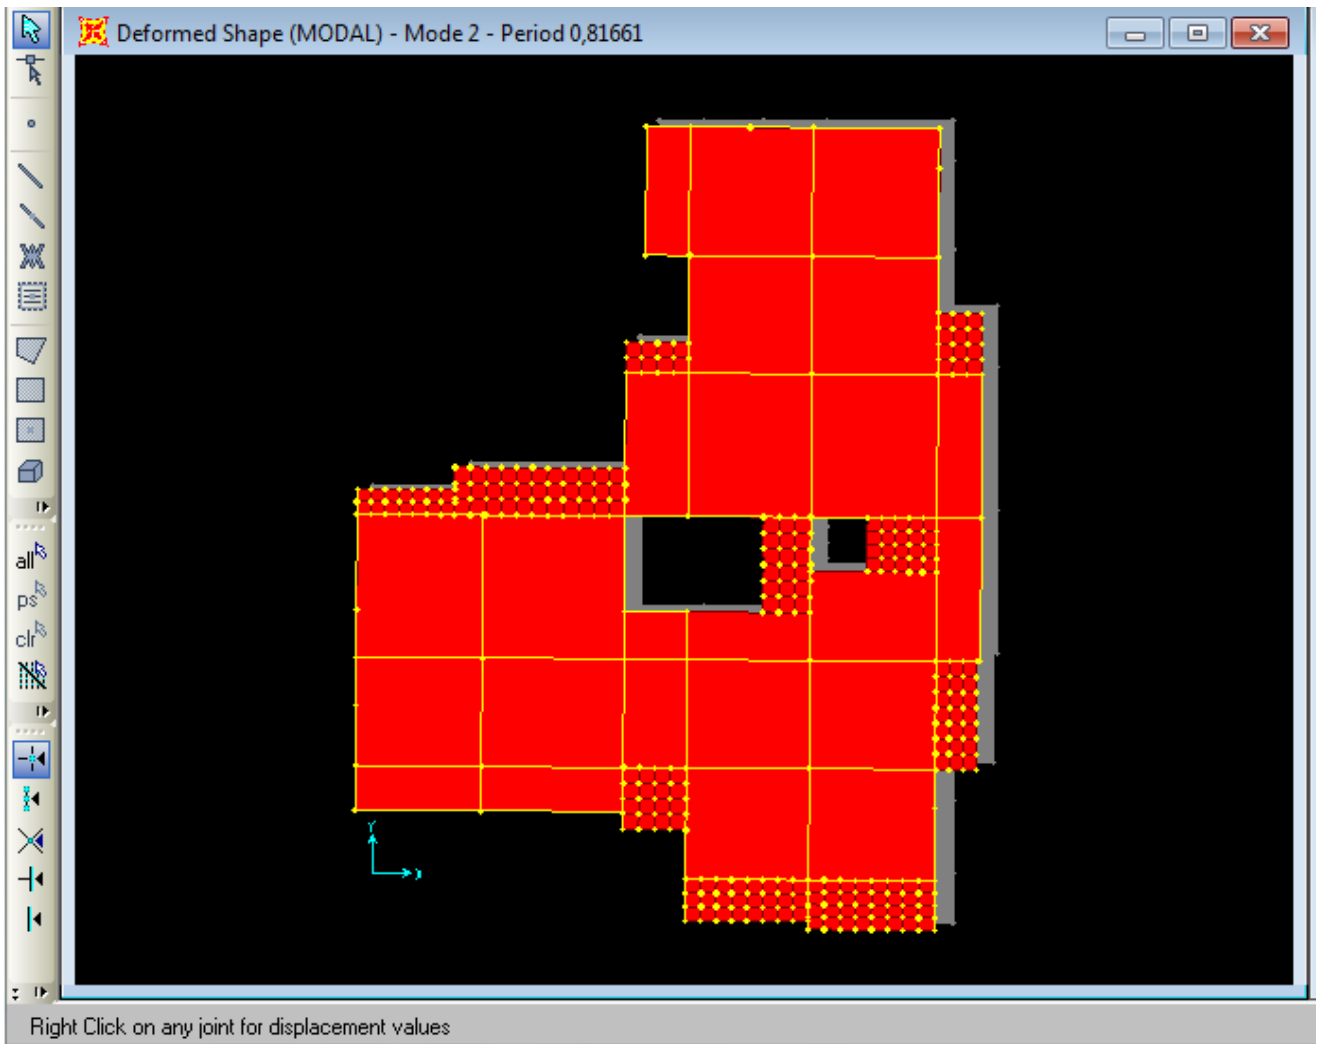 Deformed Shape (MODAL) - Mode 2 - Period 0,81661
all
ps
clr
Y
X
Right Click on any joint for displacement values